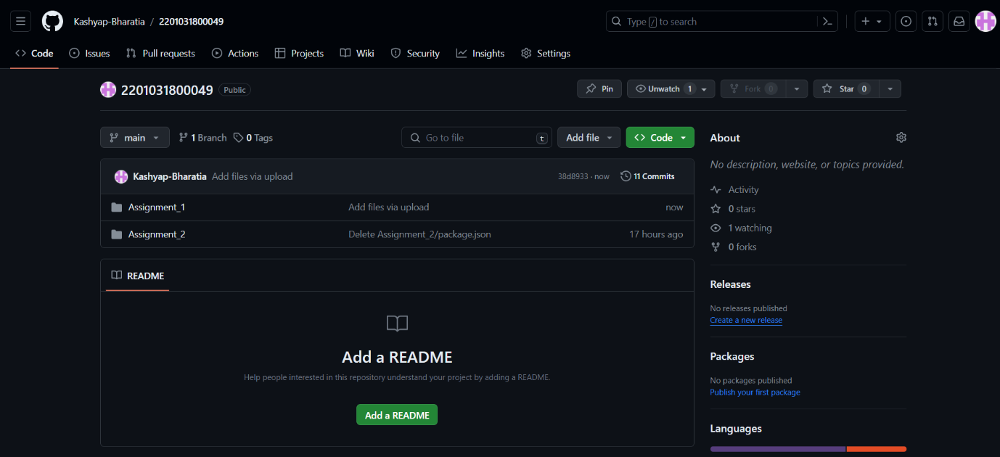 Kashyap-Bharatia / 2201031800049
Type / to search
Code Issues Pull requests Actions Projects Wiki Security Insights Settings
2201031800049 Public
Pin Unwatch 1 Fork 0 Star 0
main 1 Branch 0 Tags Go to file t Add file Code
Kashyap-Bharatia Add files via upload 38d8933 · now 11 Commits
Assignment_1 Add files via upload now
Assignment_2 Delete Assignment_2/package.json 17 hours ago
README
Add a README
Help people interested in this repository understand your project by adding a README.
Add a README
About
No description, website, or topics provided.
Activity
0 stars
1 watching
0 forks
Releases
No releases published
Create a new release
Packages
No packages published
Publish your first package
Languages